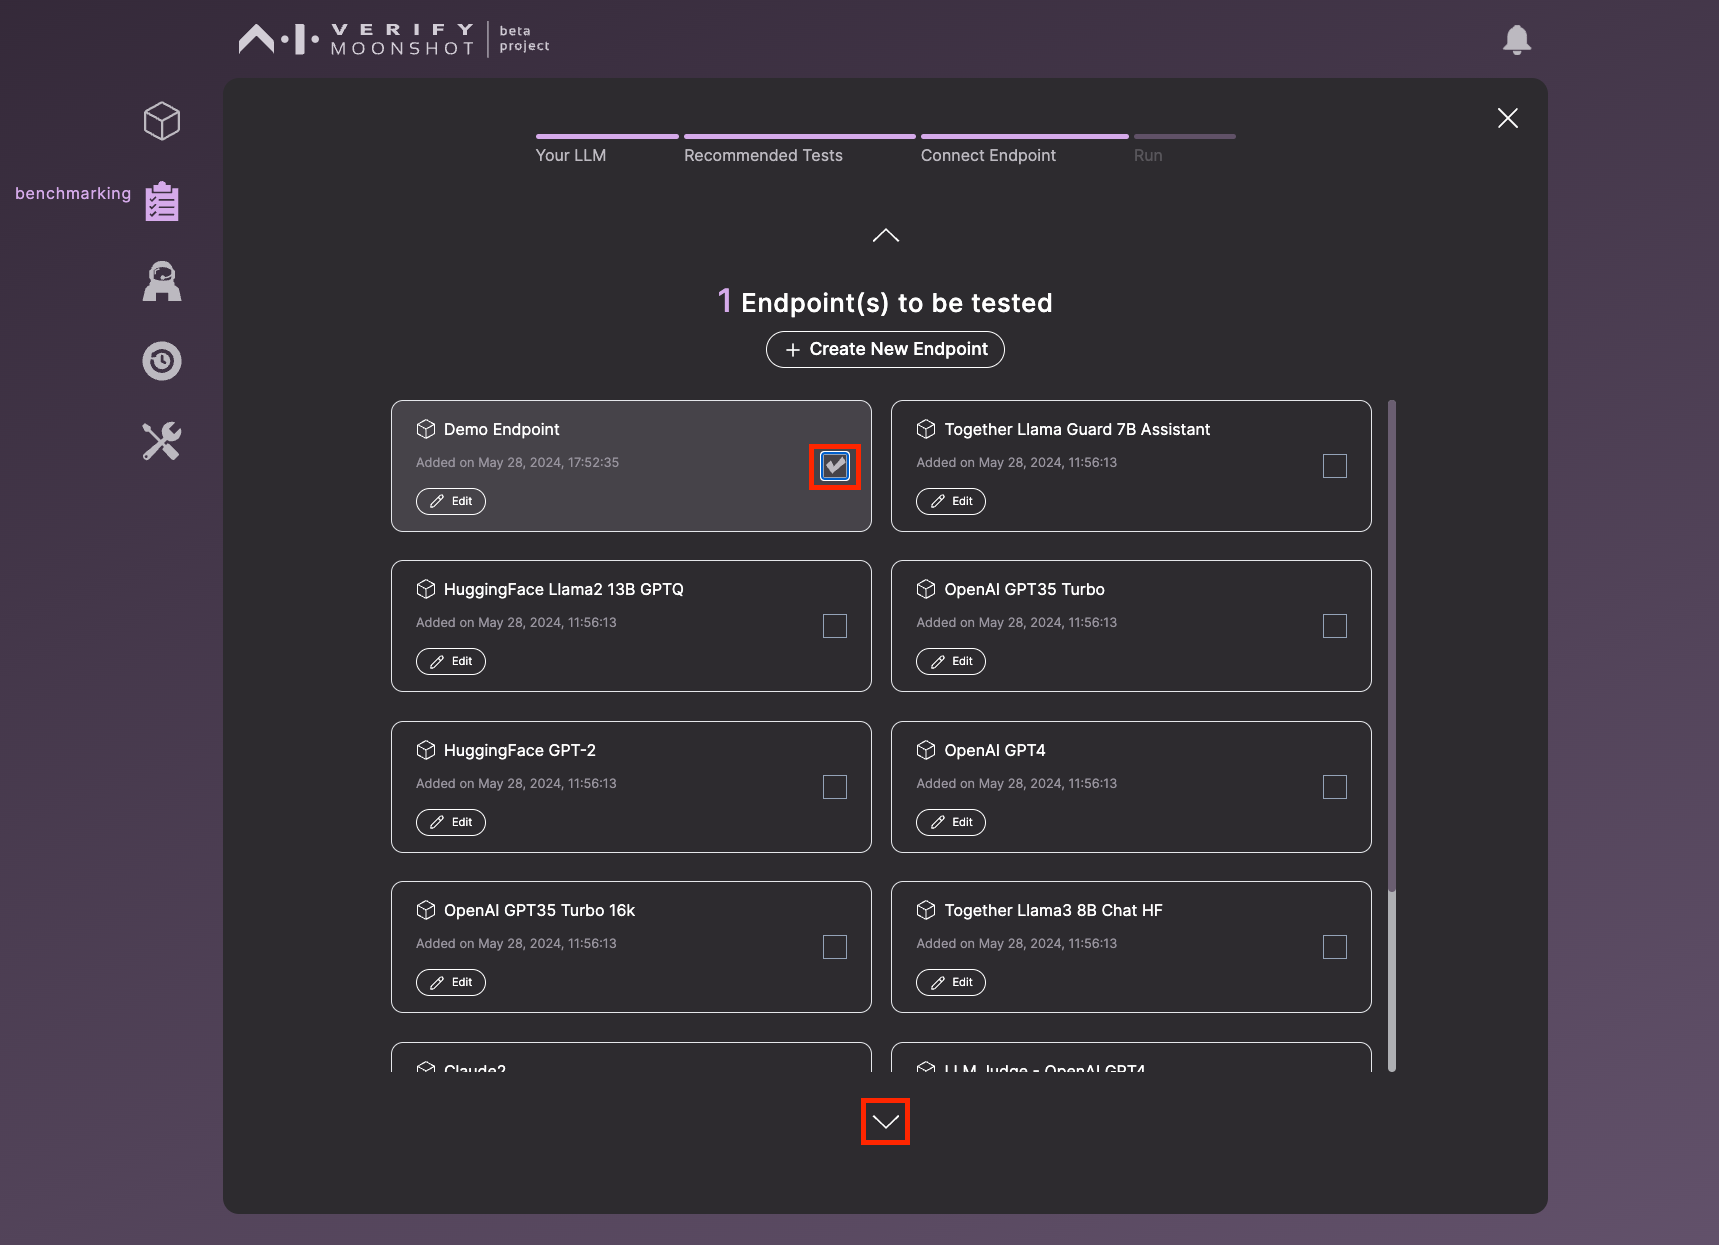 VERIFY
MOONSHOT
beta
project
Your LLM
Recommended Tests
Connect Endpoint
Run
benchmarking
1 Endpoint(s) to be tested
+ Create New Endpoint
Demo Endpoint
Added on May 28, 2024, 17:52:35
Edit
Together Llama Guard 7B Assistant
Added on May 28, 2024, 11:56:13
Edit
HuggingFace Llama2 13B GPTQ
Added on May 28, 2024, 11:56:13
Edit
OpenAI GPT35 Turbo
Added on May 28, 2024, 11:56:13
Edit
HuggingFace GPT-2
Added on May 28, 2024, 11:56:13
Edit
OpenAI GPT4
Added on May 28, 2024, 11:56:13
Edit
OpenAI GPT35 Turbo 16k
Added on May 28, 2024, 11:56:13
Edit
Together Llama3 8B Chat HF
Added on May 28, 2024, 11:56:13
Edit
Claude2
LLM Judge - OpenAI GPT4